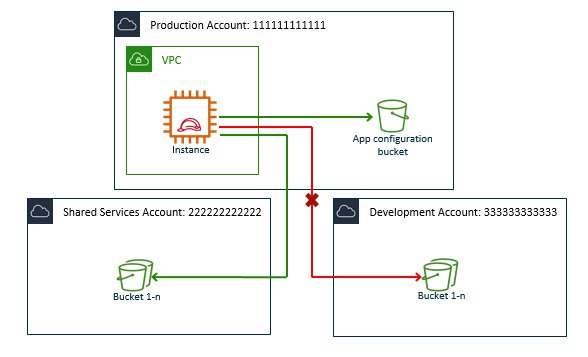 Production Account: 111111111111
VPC
Instance
App configuration
bucket
Shared Services Account: 222222222222
Development Account: 333333333333
Bucket 1-n
Bucket 1-n